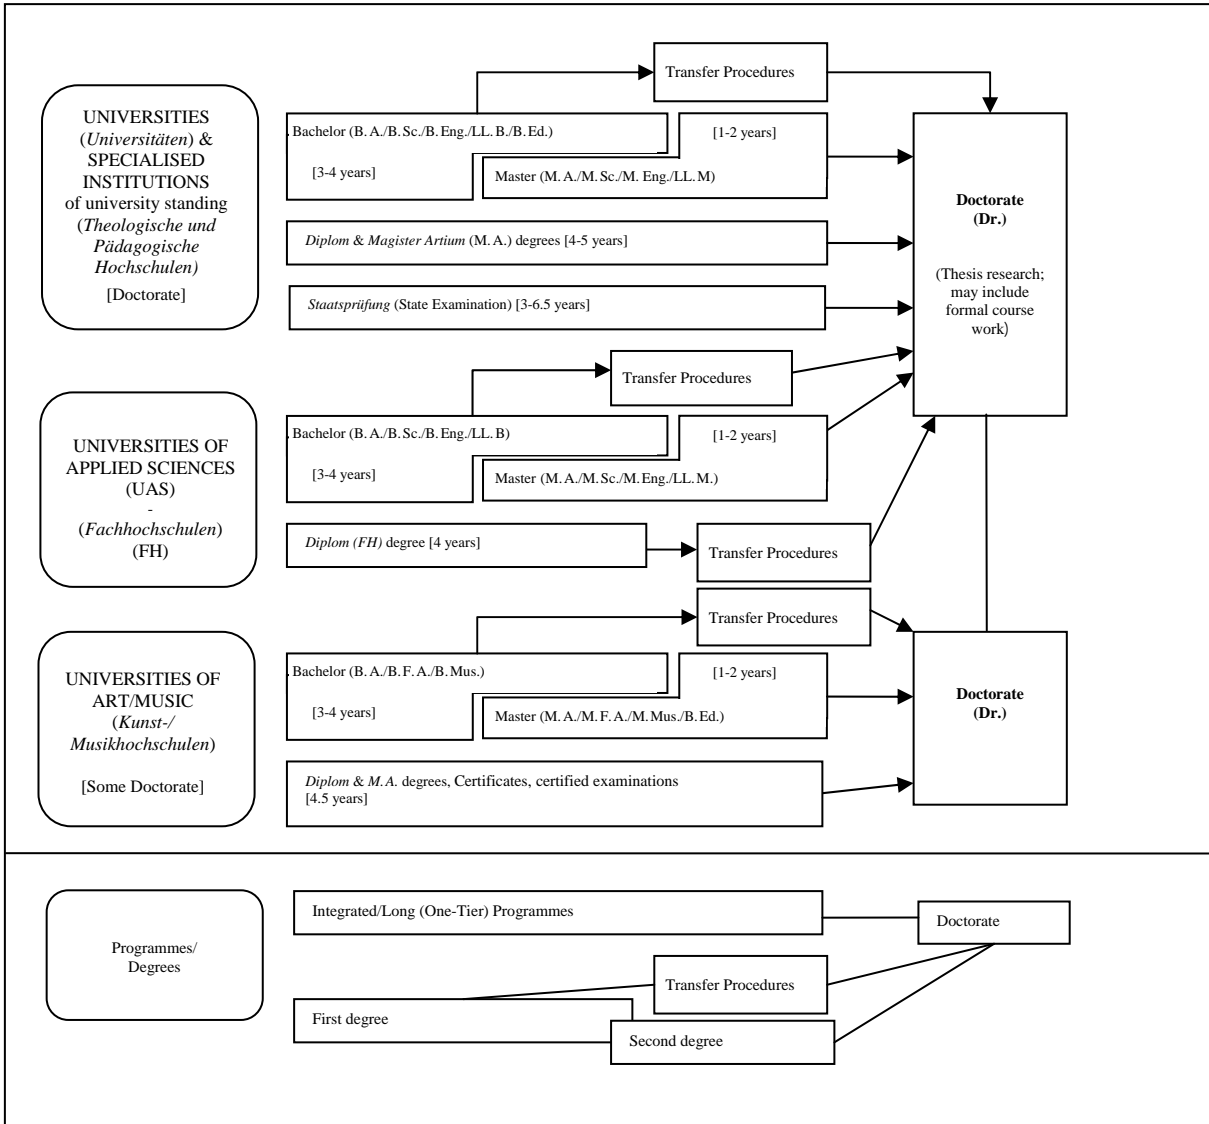 Transfer Procedures
UNIVERSITIES
(Universitäten) &
SPECIALISED
INSTITUTIONS
of university standing
(Theologische und
Pädagogische
Hochschulen)
[Doctorate]
Bachelor (B.A./B.Sc./B.Eng./LL.B./B.Ed.)
[3-4 years]
[1-2 years]
Master (M.A./M.Sc./M.Eng./LL.M)
Diplom & Magister Artium (M.A.) degrees [4-5 years]
Staatsprüfung (State Examination) [3-6.5 years]
Doctorate
(Dr.)
(Thesis research;
may include
formal course
work)
Transfer Procedures
UNIVERSITIES OF
APPLIED SCIENCES
(UAS)
-
(Fachhochschulen)
(FH)
Bachelor (B.A./B.Sc./B.Eng./LL.B)
[3-4 years]
[1-2 years]
Master (M.A./M.Sc./M.Eng./LL.M.)
Diplom (FH) degree [4 years]
Transfer Procedures
Transfer Procedures
UNIVERSITIES OF
ART/MUSIC
(Kunst-/
Musikhochschulen)
[Some Doctorate]
Bachelor (B.A./B.F.A./B.Mus.)
[3-4 years]
[1-2 years]
Master (M.A./M.F.A./M.Mus./B.Ed.)
Diplom & M.A. degrees, Certificates, certified examinations
[4.5 years]
Doctorate
(Dr.)
Programmes/
Degrees
Integrated/Long (One-Tier) Programmes
Doctorate
Transfer Procedures
First degree
Second degree